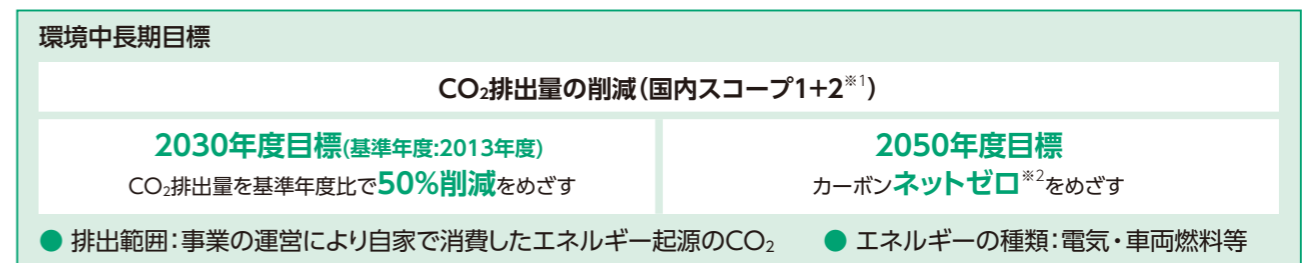 環境中長期目標
CO₂排出量の削減（国内スコープ1+2※1）
2030年度目標(基準年度:2013年度)
CO₂排出量を基準年度比で50%削減をめざす
2050年度目標
カーボンネットゼロ※2をめざす
● 排出範囲：事業の運営により自家で消費したエネルギー起源のCO₂
● エネルギーの種類：電気・車両燃料等